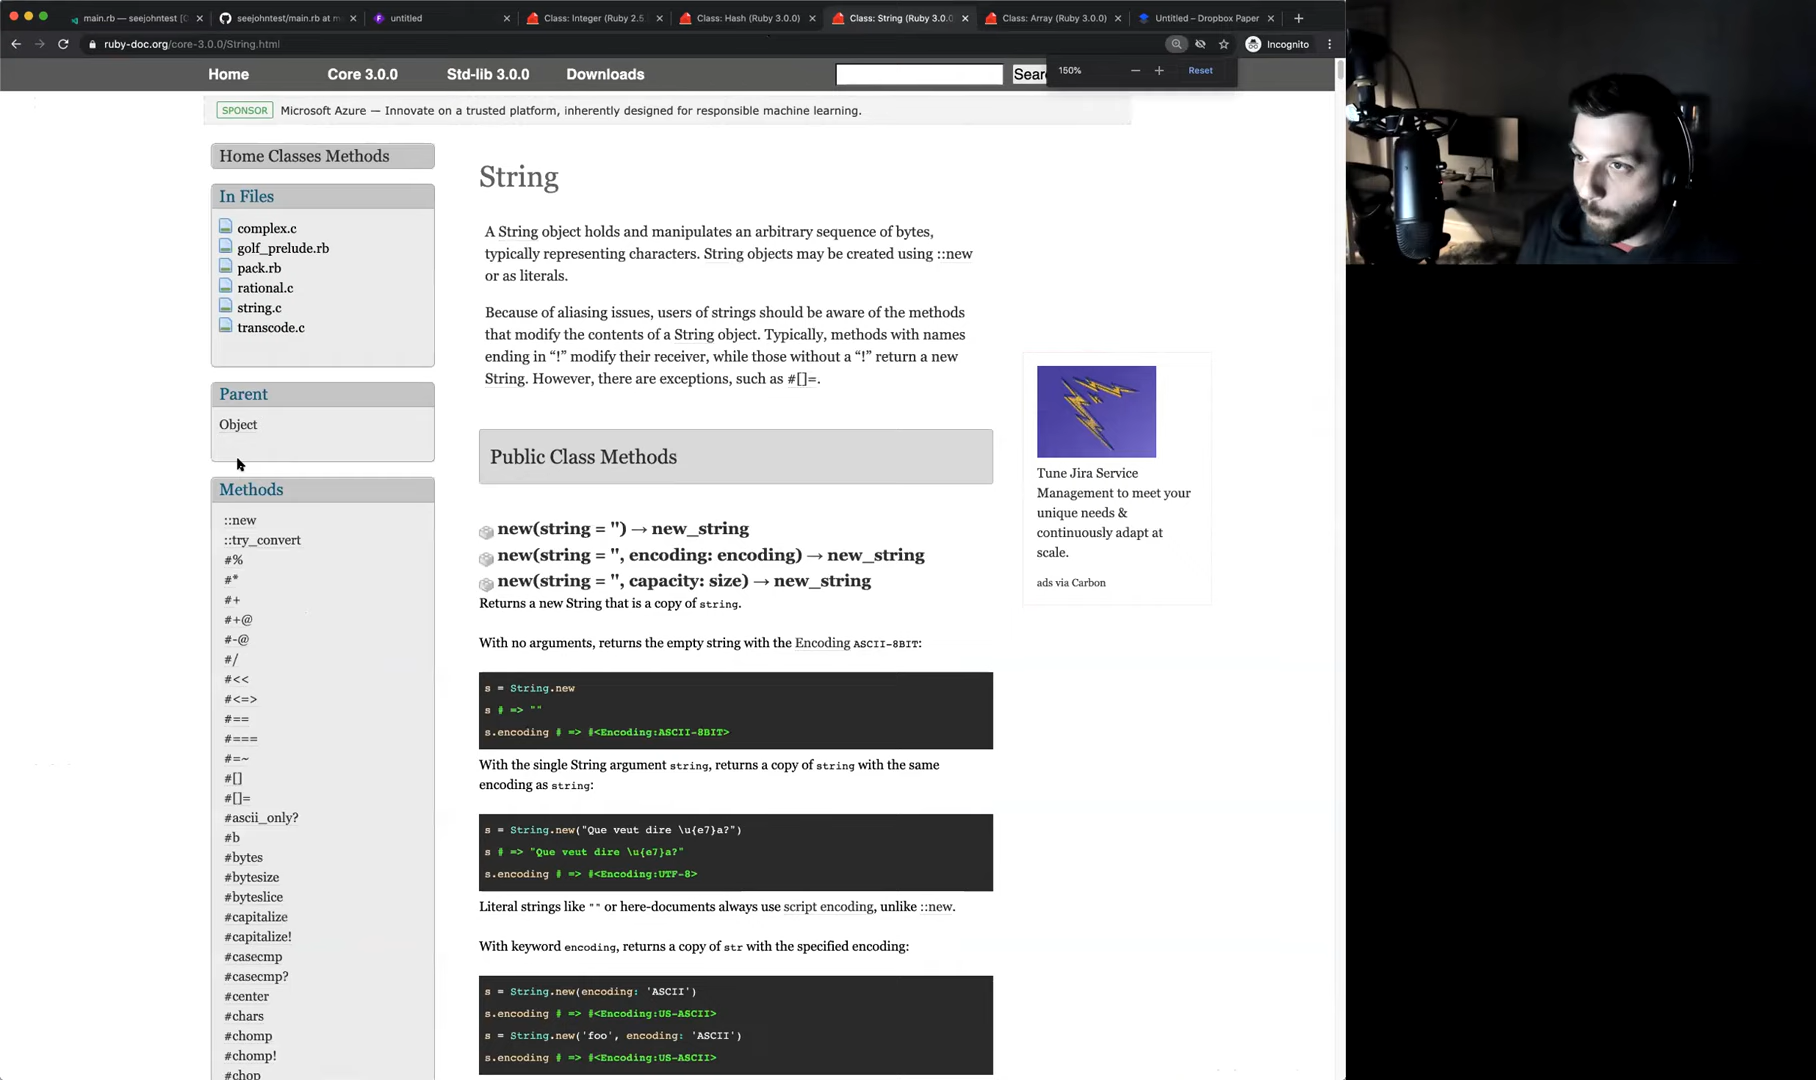 main.rb — seejohntest [C
seejohntest/main.rb at m
untitled
Class: Integer (Ruby 2.5
Class: Hash (Ruby 3.0.0)
Class: String (Ruby 3.0.0
Class: Array (Ruby 3.0.0)
Untitled – Dropbox Paper
ruby-doc.org/core-3.0.0/String.html
Incognito
Home
Core 3.0.0
Std-lib 3.0.0
Downloads
Searc
150%
Reset
SPONSOR
Microsoft Azure — Innovate on a trusted platform, inherently designed for responsible machine learning.
Home Classes Methods
In Files
complex.c
golf_prelude.rb
pack.rb
rational.c
string.c
transcode.c
Parent
Object
Methods
::new
::try_convert
#%
#*
#+
#+@
#-@
#/
#<<
#<=>
#==
#===
#=~
#[]
#[]=
#ascii_only?
#b
#bytes
#bytesize
#byteslice
#capitalize
#capitalize!
#casecmp
#casecmp?
#center
#chars
#chomp
#chomp!
#chop
String
A String object holds and manipulates an arbitrary sequence of bytes,
typically representing characters. String objects may be created using ::new
or as literals.
Because of aliasing issues, users of strings should be aware of the methods
that modify the contents of a String object. Typically, methods with names
ending in “!” modify their receiver, while those without a “!” return a new
String. However, there are exceptions, such as #[]=.
Public Class Methods
new(string = '') → new_string
new(string = '', encoding: encoding) → new_string
new(string = '', capacity: size) → new_string
Returns a new String that is a copy of string.
With no arguments, returns the empty string with the Encoding ASCII-8BIT:
s = String.new
s # => ""
s.encoding # => #<Encoding:ASCII-8BIT>
With the single String argument string, returns a copy of string with the same
encoding as string:
s = String.new("Que veut dire \u{e7}a?")
s # => "Que veut dire \u{e7}a?"
s.encoding # => #<Encoding:UTF-8>
Literal strings like "" or here-documents always use script encoding, unlike ::new.
With keyword encoding, returns a copy of str with the specified encoding:
s = String.new(encoding: 'ASCII')
s.encoding # => #<Encoding:US-ASCII>
s = String.new('foo', encoding: 'ASCII')
s.encoding # => #<Encoding:US-ASCII>
Tune Jira Service
Management to meet your
unique needs &
continuously adapt at
scale.
ads via Carbon